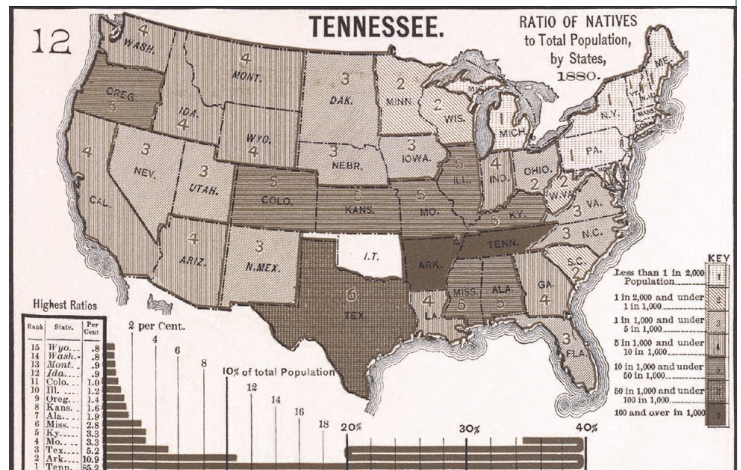 12
TENNESSEE.
RATIO OF NATIVES
to Total Population,
by States,
1880.
WASH.
4
OREG.
5
IDA.
4
MONT.
4
WYO.
4
DAK.
3
NEBR.
3
MINN.
2
WIS.
2
IOWA.
3
MICH.
1
ILL.
5
IND.
4
OHIO.
2
N.Y.
1
PA.
1
ME.
VT.
MASS.
W.VA.
2
VA.
3
N.C.
3
S.C.
2
KY.
5
TENN.
GA.
4
ALA.
5
MISS.
5
FLA.
3
LA.
4
ARK.
MO.
5
KANS.
5
COLO.
5
I.T.
TEX.
6
N.MEX.
3
ARIZ.
4
UTAH.
3
NEV.
3
CAL.
4
KEY
Less than 1 in 2,000
Population
1
1 in 2,000 and under
1 in 1,000
2
1 in 1,000 and under
5 in 1,000
3
5 in 1,000 and under
10 in 1,000
4
10 in 1,000 and under
50 in 1,000
5
50 in 1,000 and under
100 in 1,000
100 and over in 1,000
Highest Ratios
Rank State. Per Cent
15 Wyo... .8
14 Wash.. .8
13 Mont... .9
12 Ida.... .9
11 Colo... 1.0
10 Ill. ... 1.2
9 Oreg... 1.4
8 Kans... 1.6
7 Ala.... 1.9
6 Miss... 2.8
5 Ky.... 3.3
4 Mo.... 3.3
3 Tex.... 5.2
2 Ark... 10.9
1 Tenn. 85.2
2 per Cent.
4
6
8
10% of total Population
12
14
16
18
20%
30%
40%